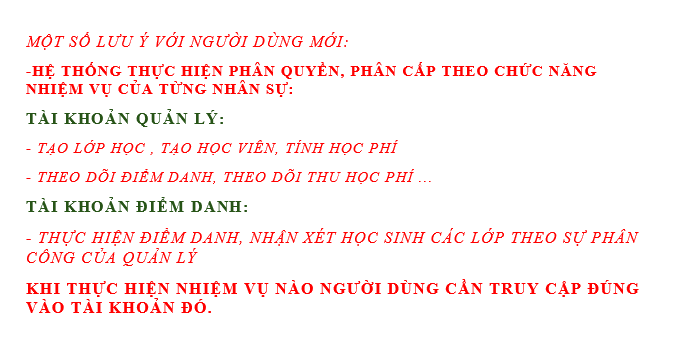 MỘT SỐ LƯU Ý VỚI NGƯỜI DÙNG MỚI:
-HỆ THỐNG THỰC HIỆN PHÂN QUYỀN, PHÂN CẤP THEO CHỨC NĂNG
NHIỆM VỤ CỦA TỪNG NHÂN SỰ:
TÀI KHOẢN QUẢN LÝ:
- TẠO LỚP HỌC , TẠO HỌC VIÊN, TÍNH HỌC PHÍ
- THEO DÕI ĐIỂM DANH, THEO DÕI THU HỌC PHÍ ...
TÀI KHOẢN ĐIỂM DANH:
- THỰC HIỆN ĐIỂM DANH, NHẬN XÉT HỌC SINH CÁC LỚP THEO SỰ PHÂN
CÔNG CỦA QUẢN LÝ
KHI THỰC HIỆN NHIỆM VỤ NÀO NGƯỜI DÙNG CẦN TRUY CẬP ĐÚNG
VÀO TÀI KHOẢN ĐÓ.